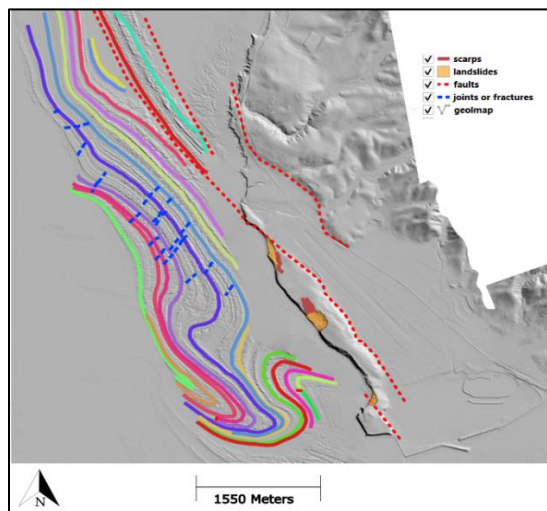 scarps
landslides
faults
joints or fractures
geolmap
N
1550 Meters